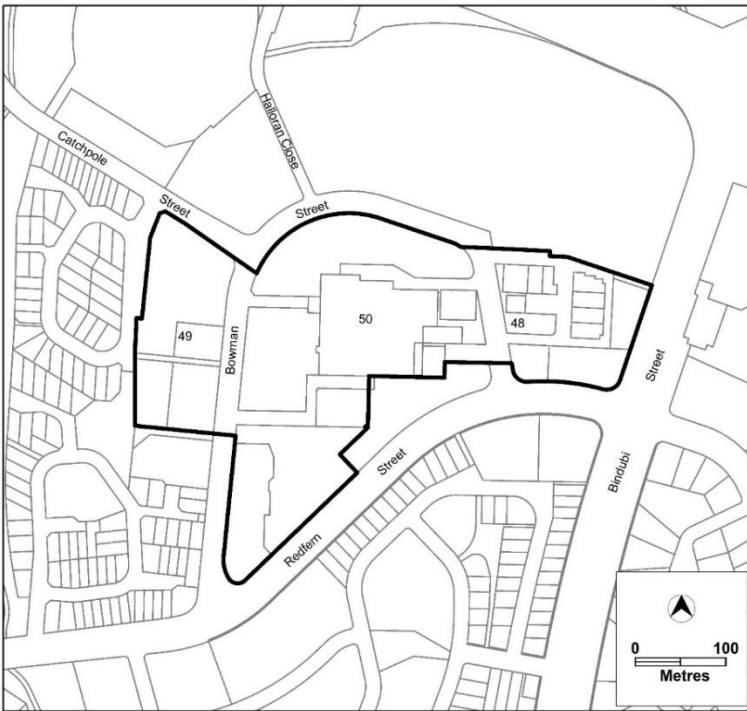 Halloran Close
Catchpole
Street
Street
49
Bowman
50
48
Street
Street
Redfern
Bindubi
0 100
Metres